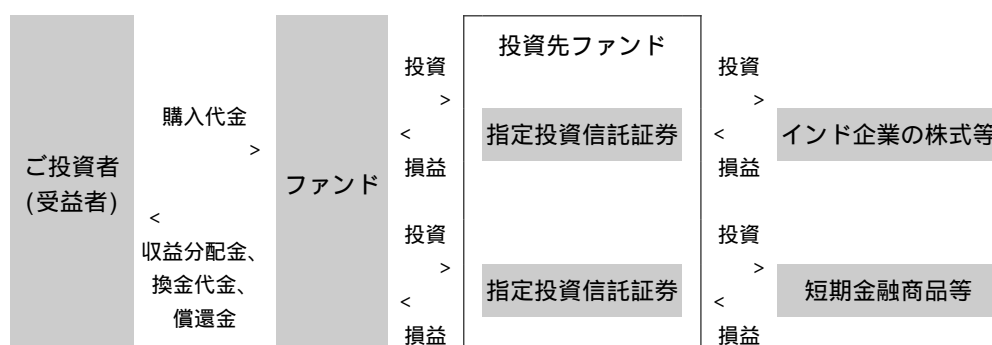 ご投資者
(受益者)
購入代金
>
<
収益分配金、
換金代金、
償還金
ファンド
投資
>
<
損益
投資
>
<
損益
投資先ファンド
指定投資信託証券
指定投資信託証券
投資
>
<
損益
投資
>
<
損益
インド企業の株式等
短期金融商品等